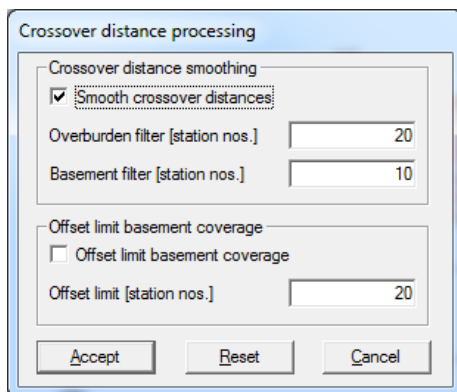 Crossover distance processing
Crossover distance smoothing
Smooth crossover distances
Overburden filter [station nos.] 20
Basement filter [station nos.] 10
Offset limit basement coverage
Offset limit basement coverage
Offset limit [station nos.] 20
Accept Reset Cancel